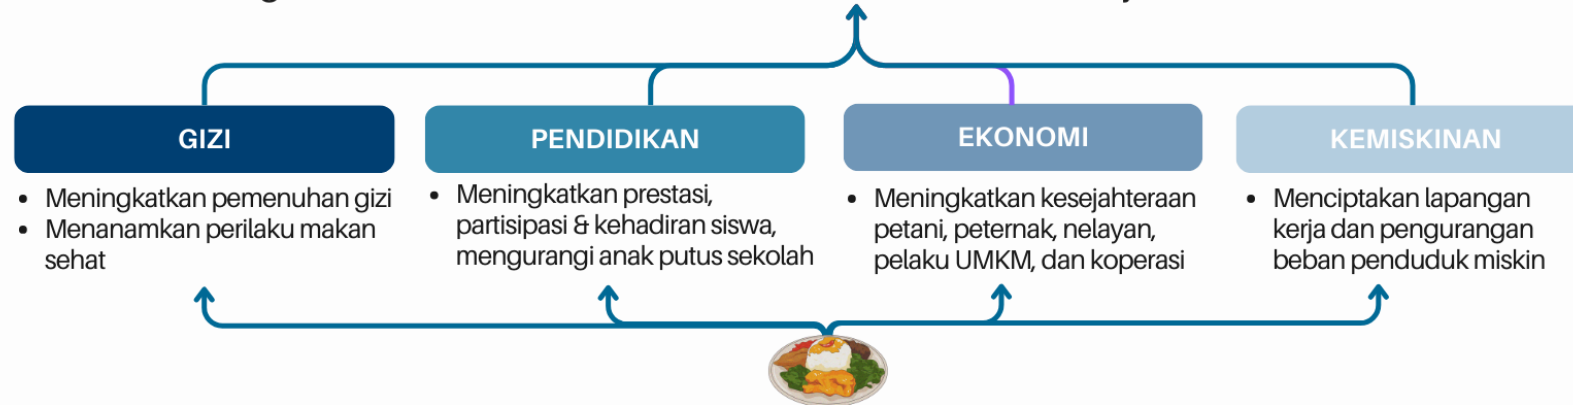 GIZI
• Meningkatkan pemenuhan gizi
• Menanamkan perilaku makan
sehat
PENDIDIKAN
• Meningkatkan prestasi,
partisipasi & kehadiran siswa,
mengurangi anak putus sekolah
EKONOMI
• Meningkatkan kesejahteraan
petani, peternak, nelayan,
pelaku UMKM, dan koperasi
KEMISKINAN
• Menciptakan lapangan
kerja dan pengurangan
beban penduduk miskin